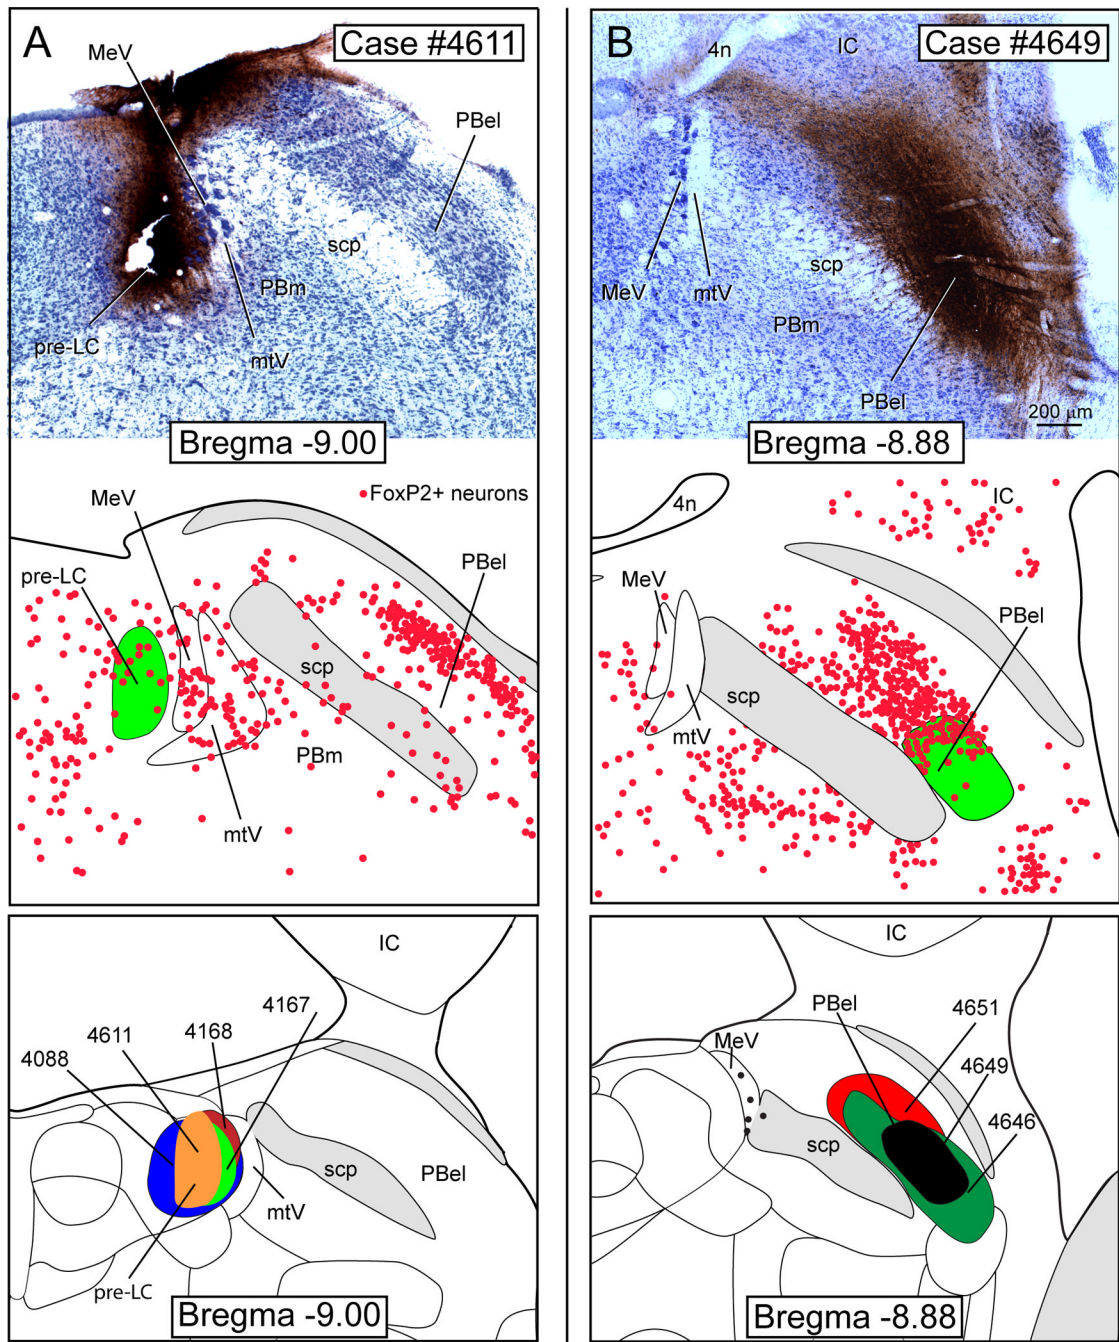 A
Case #4611
MeV
PBel
scp
PBm
pre-LC
mtV
Bregma -9.00
MeV
FoxP2+ neurons
pre-LC
PBel
scp
PBm
mtV
IC
4167
4611
4168
4088
scp
PBel
mtV
pre-LC
Bregma -9.00
B
4n
IC
Case #4649
scp
MeV
mtV
PBm
PBel
200 µm
Bregma -8.88
4n
IC
MeV
PBel
scp
mtV
IC
PBel
4651
MeV
4649
4646
scp
Bregma -8.88